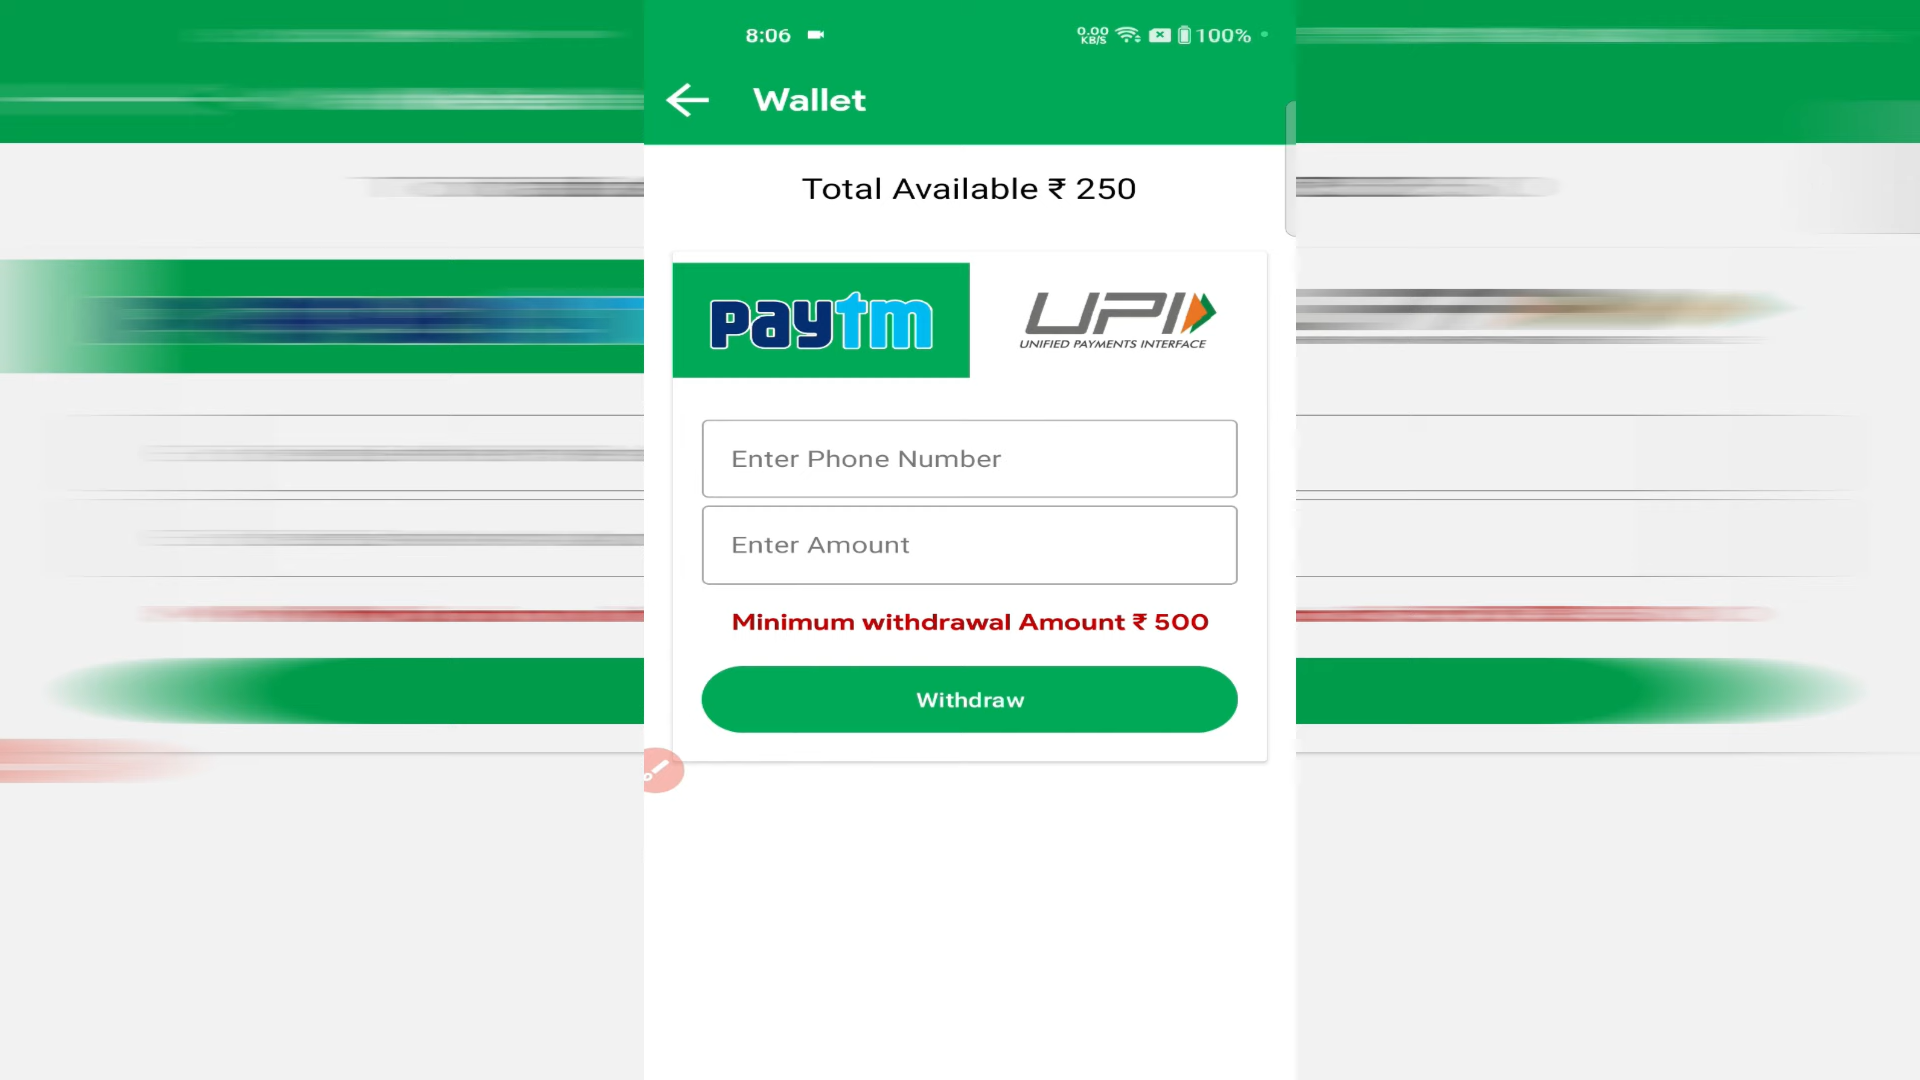 8:06
0.00
KB/S
100%
Wallet
Total Available ₹ 250
paytm
UPI
UNIFIED PAYMENTS INTERFACE
Enter Phone Number
Enter Amount
Minimum withdrawal Amount ₹ 500
Withdraw